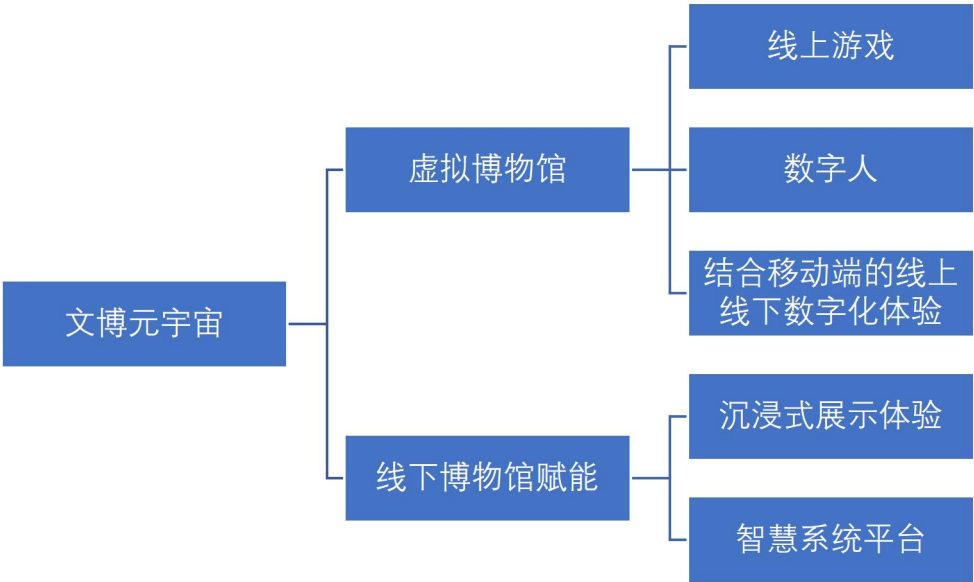 线上游戏
虚拟博物馆
数字人
结合移动端的线上
线下数字化体验
文博元宇宙
沉浸式展示体验
线下博物馆赋能
智慧系统平台